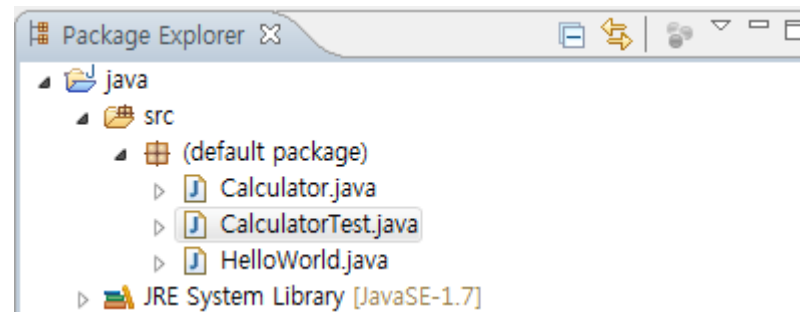 Package Explorer
java
src
(default package)
Calculator.java
CalculatorTest.java
HelloWorld.java
JRE System Library [JavaSE-1.7]